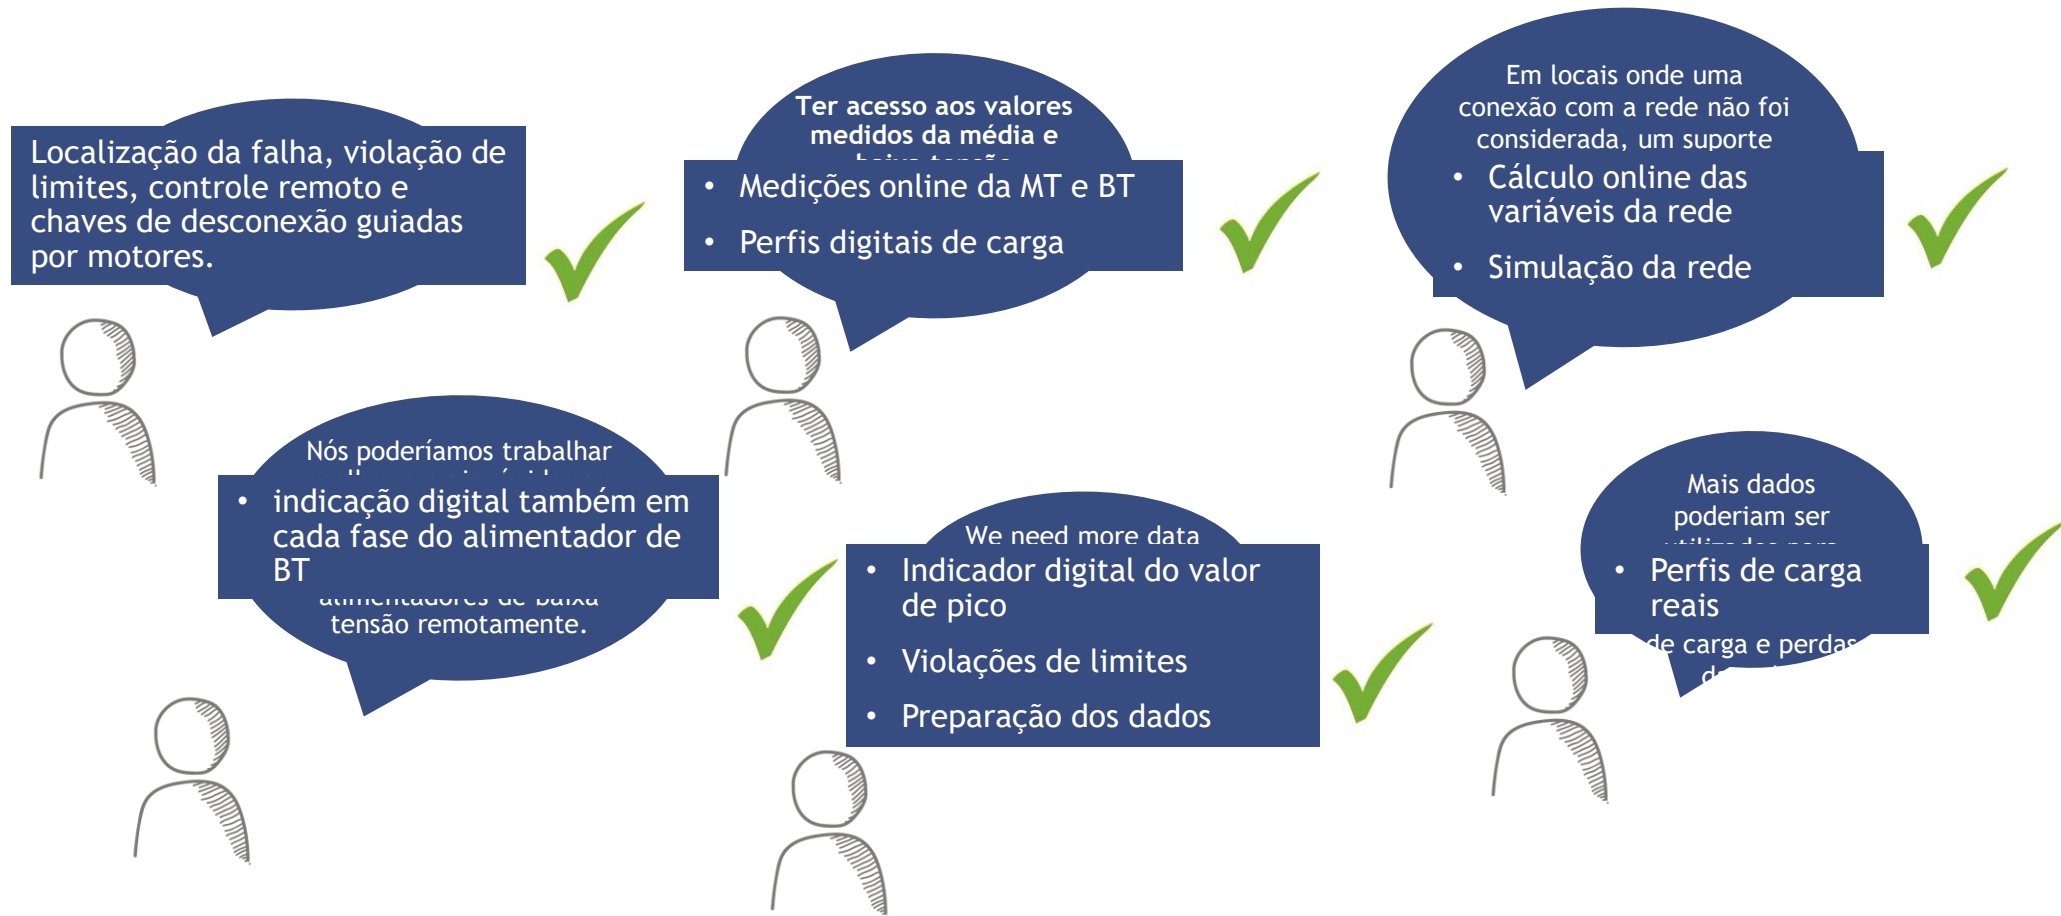 Localização da falha, violação de
limites, controle remoto e
chaves de desconexão guiadas
por motores.
Ter acesso aos valores
medidos da média e
• Medições online da MT e BT
• Perfis digitais de carga
Em locais onde uma
conexão com a rede não foi
considerada, um suporte
• Cálculo online das
variáveis da rede
• Simulação da rede
Nós poderíamos trabalhar
• indicação digital também em
cada fase do alimentador de
BT
alimentadores de baixa
tensão remotamente.
We need more data
• Indicador digital do valor
de pico
• Violações de limites
• Preparação dos dados
Mais dados
poderiam ser
• Perfis de carga
reais
de carga e perdas